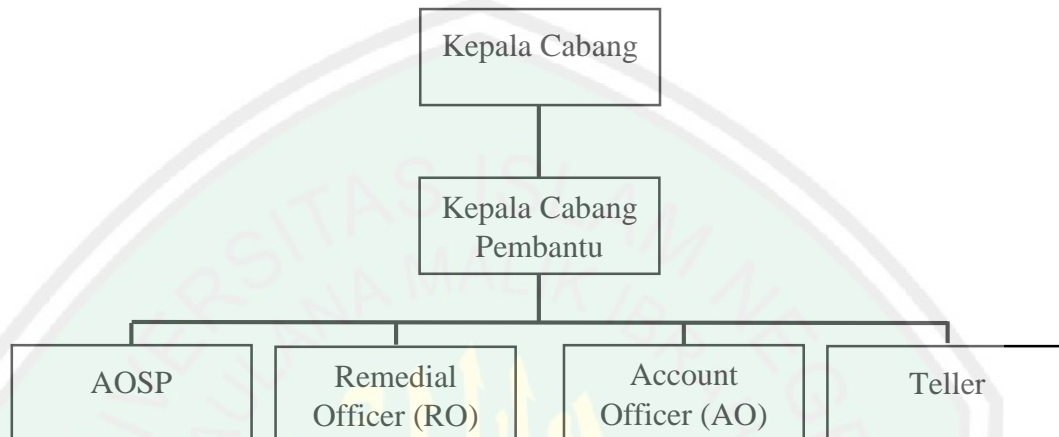 Kepala Cabang
Kepala Cabang
Pembantu
AOSP
Remedial
Officer (RO)
Account
Officer (AO)
Teller